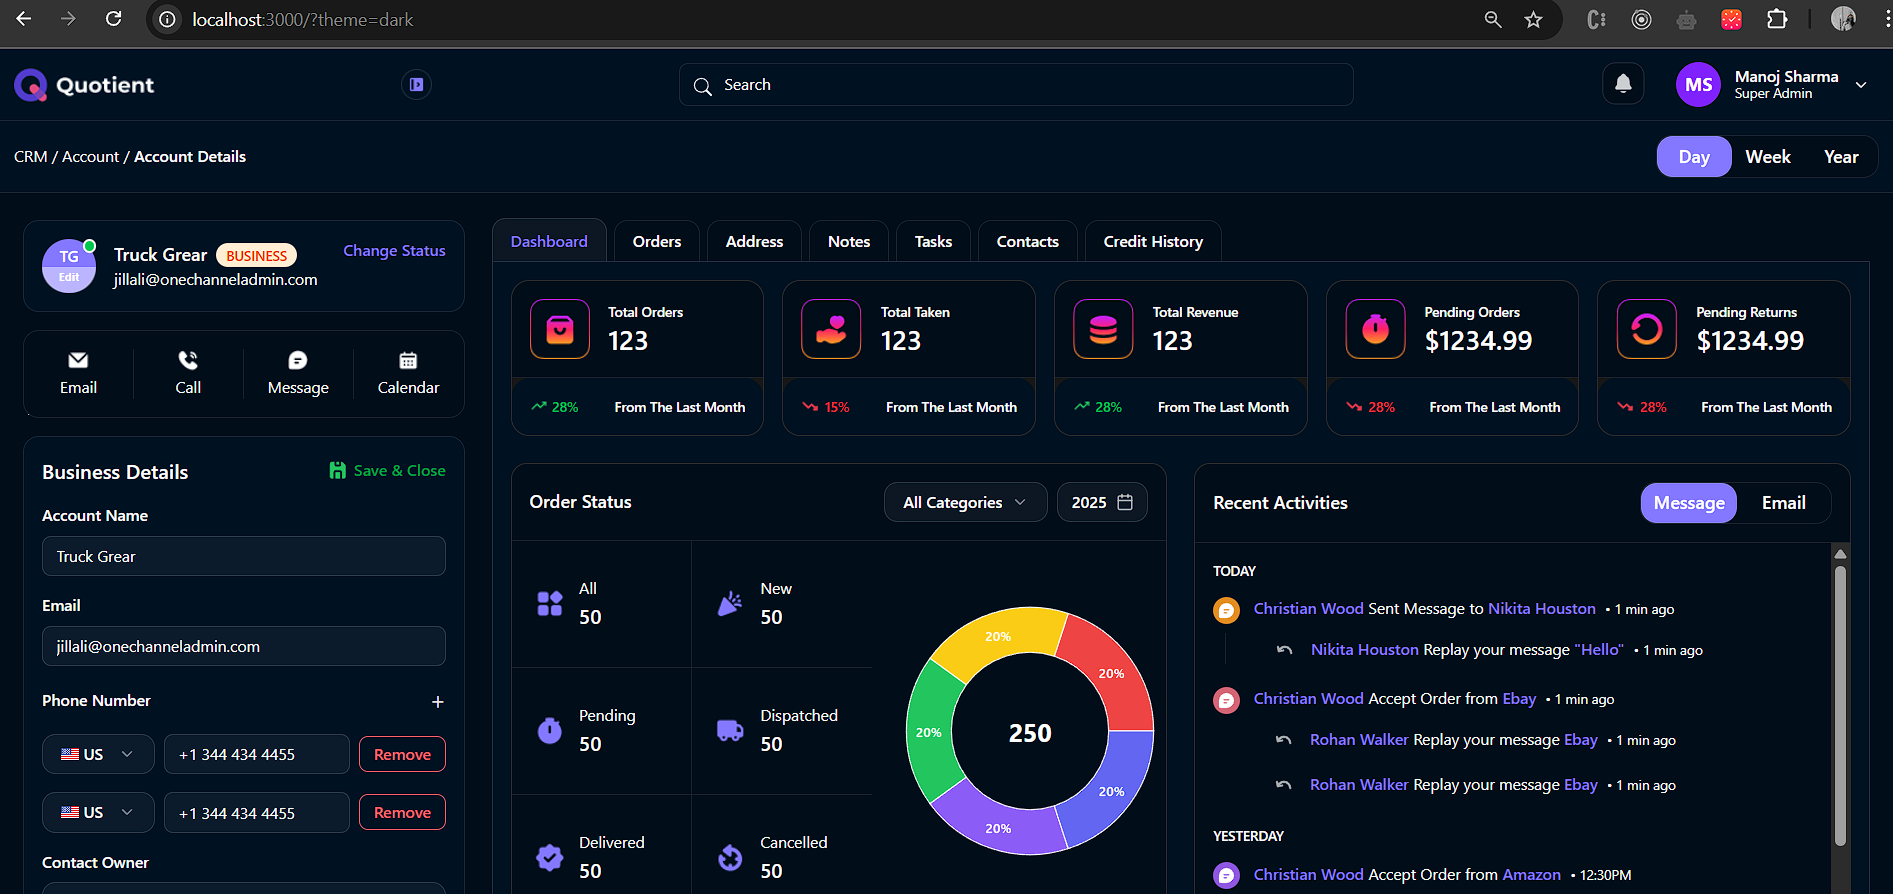 localhost:3000/?theme=dark
Quotient
Search
MS
Manoj Sharma
Super Admin
CRM / Account / Account Details
Day Week Year
TG
Edit
Truck Grear BUSINESS
jillali@onechanneladmin.com
Change Status
Email Call Message Calendar
Business Details
Save & Close
Account Name
Truck Grear
Email
jillali@onechanneladmin.com
Phone Number +
US +1 344 434 4455 Remove
US +1 344 434 4455 Remove
Contact Owner
Dashboard Orders Address Notes Tasks Contacts Credit History
Total Orders
123
28% From The Last Month
Total Taken
123
15% From The Last Month
Total Revenue
123
28% From The Last Month
Pending Orders
$1234.99
28% From The Last Month
Pending Returns
$1234.99
28% From The Last Month
Order Status
All Categories
2025
All
50
New
50
Pending
50
Dispatched
50
Delivered
50
Cancelled
50
20%
20%
20%
20%
20%
250
Recent Activities
Message Email
TODAY
Christian Wood Sent Message to Nikita Houston • 1 min ago
Nikita Houston Replay your message "Hello" • 1 min ago
Christian Wood Accept Order from Ebay • 1 min ago
Rohan Walker Replay your message Ebay • 1 min ago
Rohan Walker Replay your message Ebay • 1 min ago
YESTERDAY
Christian Wood Accept Order from Amazon • 12:30PM